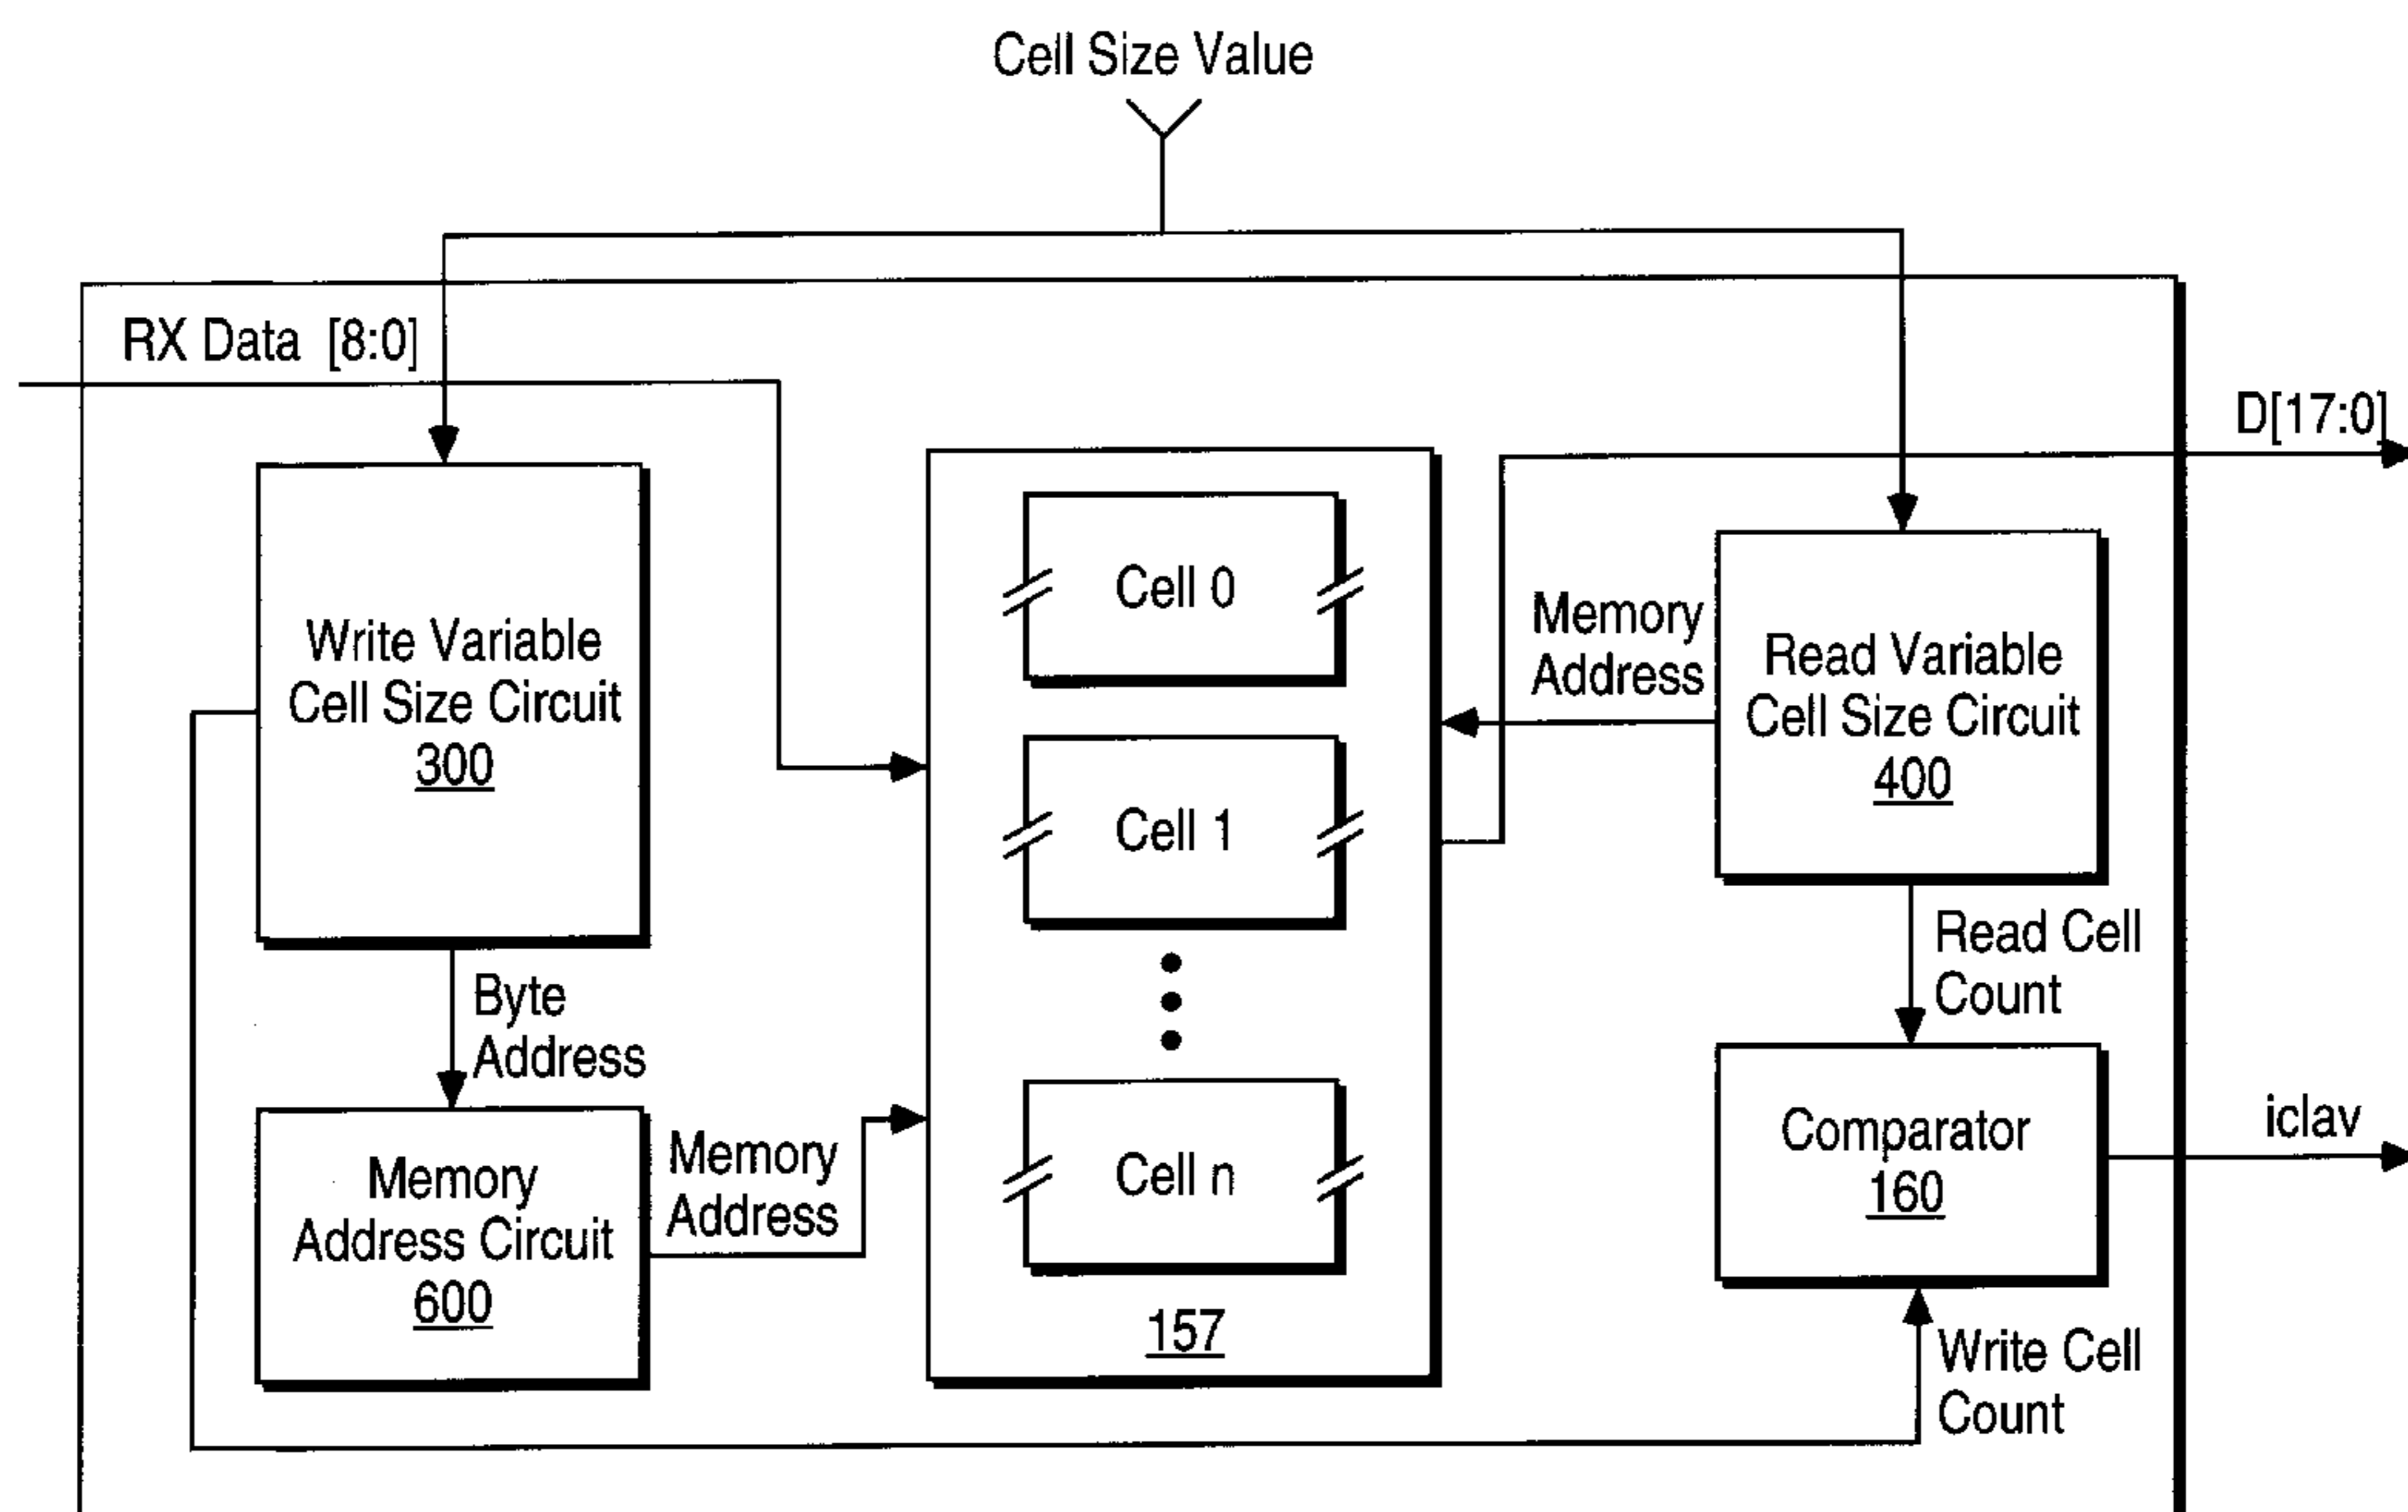 Cell Size Value
RX Data [8:0]
D[17:0]
Write Variable
Cell Size Circuit
300
Cell 0
Cell 1
Cell n
157
Memory
Address
Read Variable
Cell Size Circuit
400
Read Cell
Count
Byte
Address
Memory
Address Circuit
600
Memory
Address
Comparator
160
iclav
Write Cell
Count